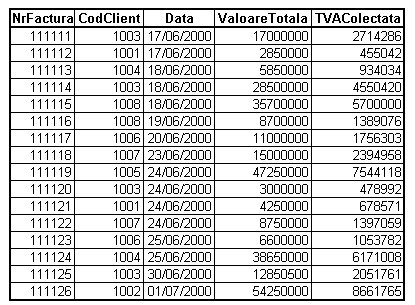 NrFactura CodClient Data ValoareTotala TVAColectata
111111 1003 17/06/2000 17000000 2714286
111112 1001 17/06/2000 2850000 455042
111113 1004 18/06/2000 5850000 934034
111114 1003 18/06/2000 28500000 4550420
111115 1008 18/06/2000 35700000 5700000
111116 1008 19/06/2000 8700000 1389076
111117 1006 20/06/2000 11000000 1756303
111118 1007 23/06/2000 15000000 2394958
111119 1005 24/06/2000 47250000 7544118
111120 1003 24/06/2000 3000000 478992
111121 1001 24/06/2000 4250000 678571
111122 1007 24/06/2000 8750000 1397059
111123 1006 25/06/2000 6600000 1053782
111124 1004 25/06/2000 38650000 6171008
111125 1003 30/06/2000 12850500 2051761
111126 1002 01/07/2000 54250000 8661765